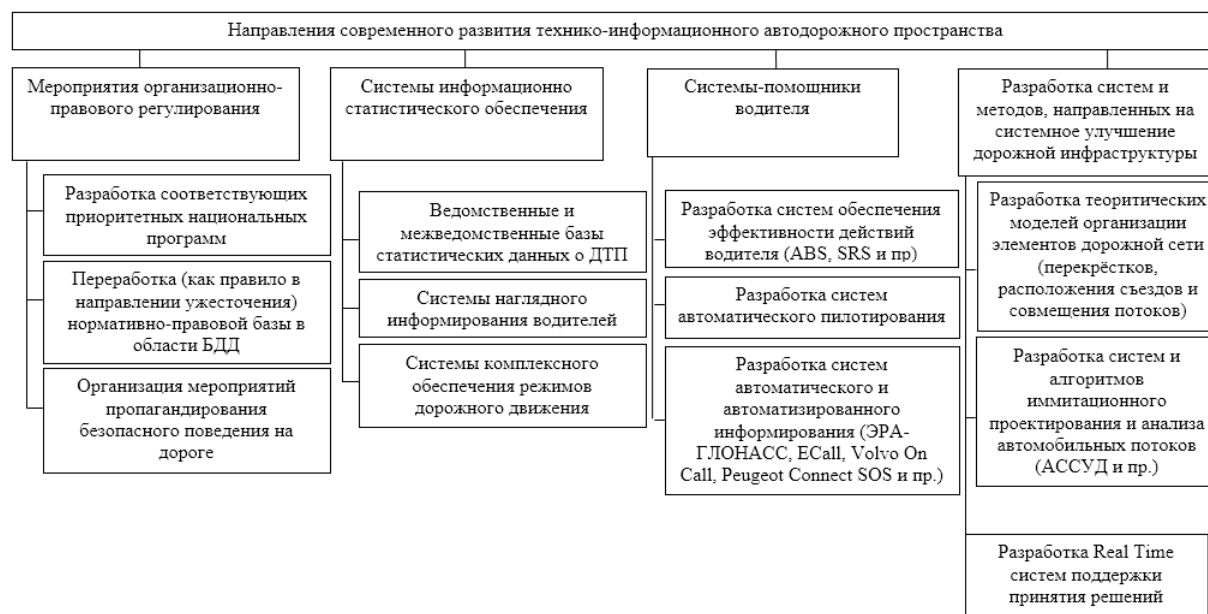 Направления современного развития технико-информационного автодорожного пространства
Мероприятия организационно-
правового регулирования
Разработка соответствующих
приоритетных национальных
программ
Переработка (как правило в
направлении ужесточения)
нормативно-правовой базы в
области БДД
Организация мероприятий
пропагандирования
безопасного поведения на
дороге
Системы информационно
статистического обеспечения
Ведомственные и
межведомственные базы
статистических данных о ДТП
Системы наглядного
информирования водителей
Системы комплексного
обеспечения режимов
дорожного движения
Системы-помощники
водителя
Разработка систем обеспечения
эффективности действий
водителя (ABS, SRS и пр)
Разработка систем
автоматического пилотирования
Разработка систем
автоматического и
автоматизированного
информирования (ЭРА-
ГЛОНАСС, ECall, Volvo On
Call, Peugeot Connect SOS и пр.)
Разработка систем и
методов, направленных на
системное улучшение
дорожной инфраструктуры
Разработка теоритических
моделей организации
элементов дорожной сети
(перекрёстков,
расположения съездов и
совмещения потоков)
Разработка систем и
алгоритмов
иммитационного
проектирования и анализа
автомобильных потоков
(АССУД и пр.)
Разработка Real Time
систем поддержки
принятия решений